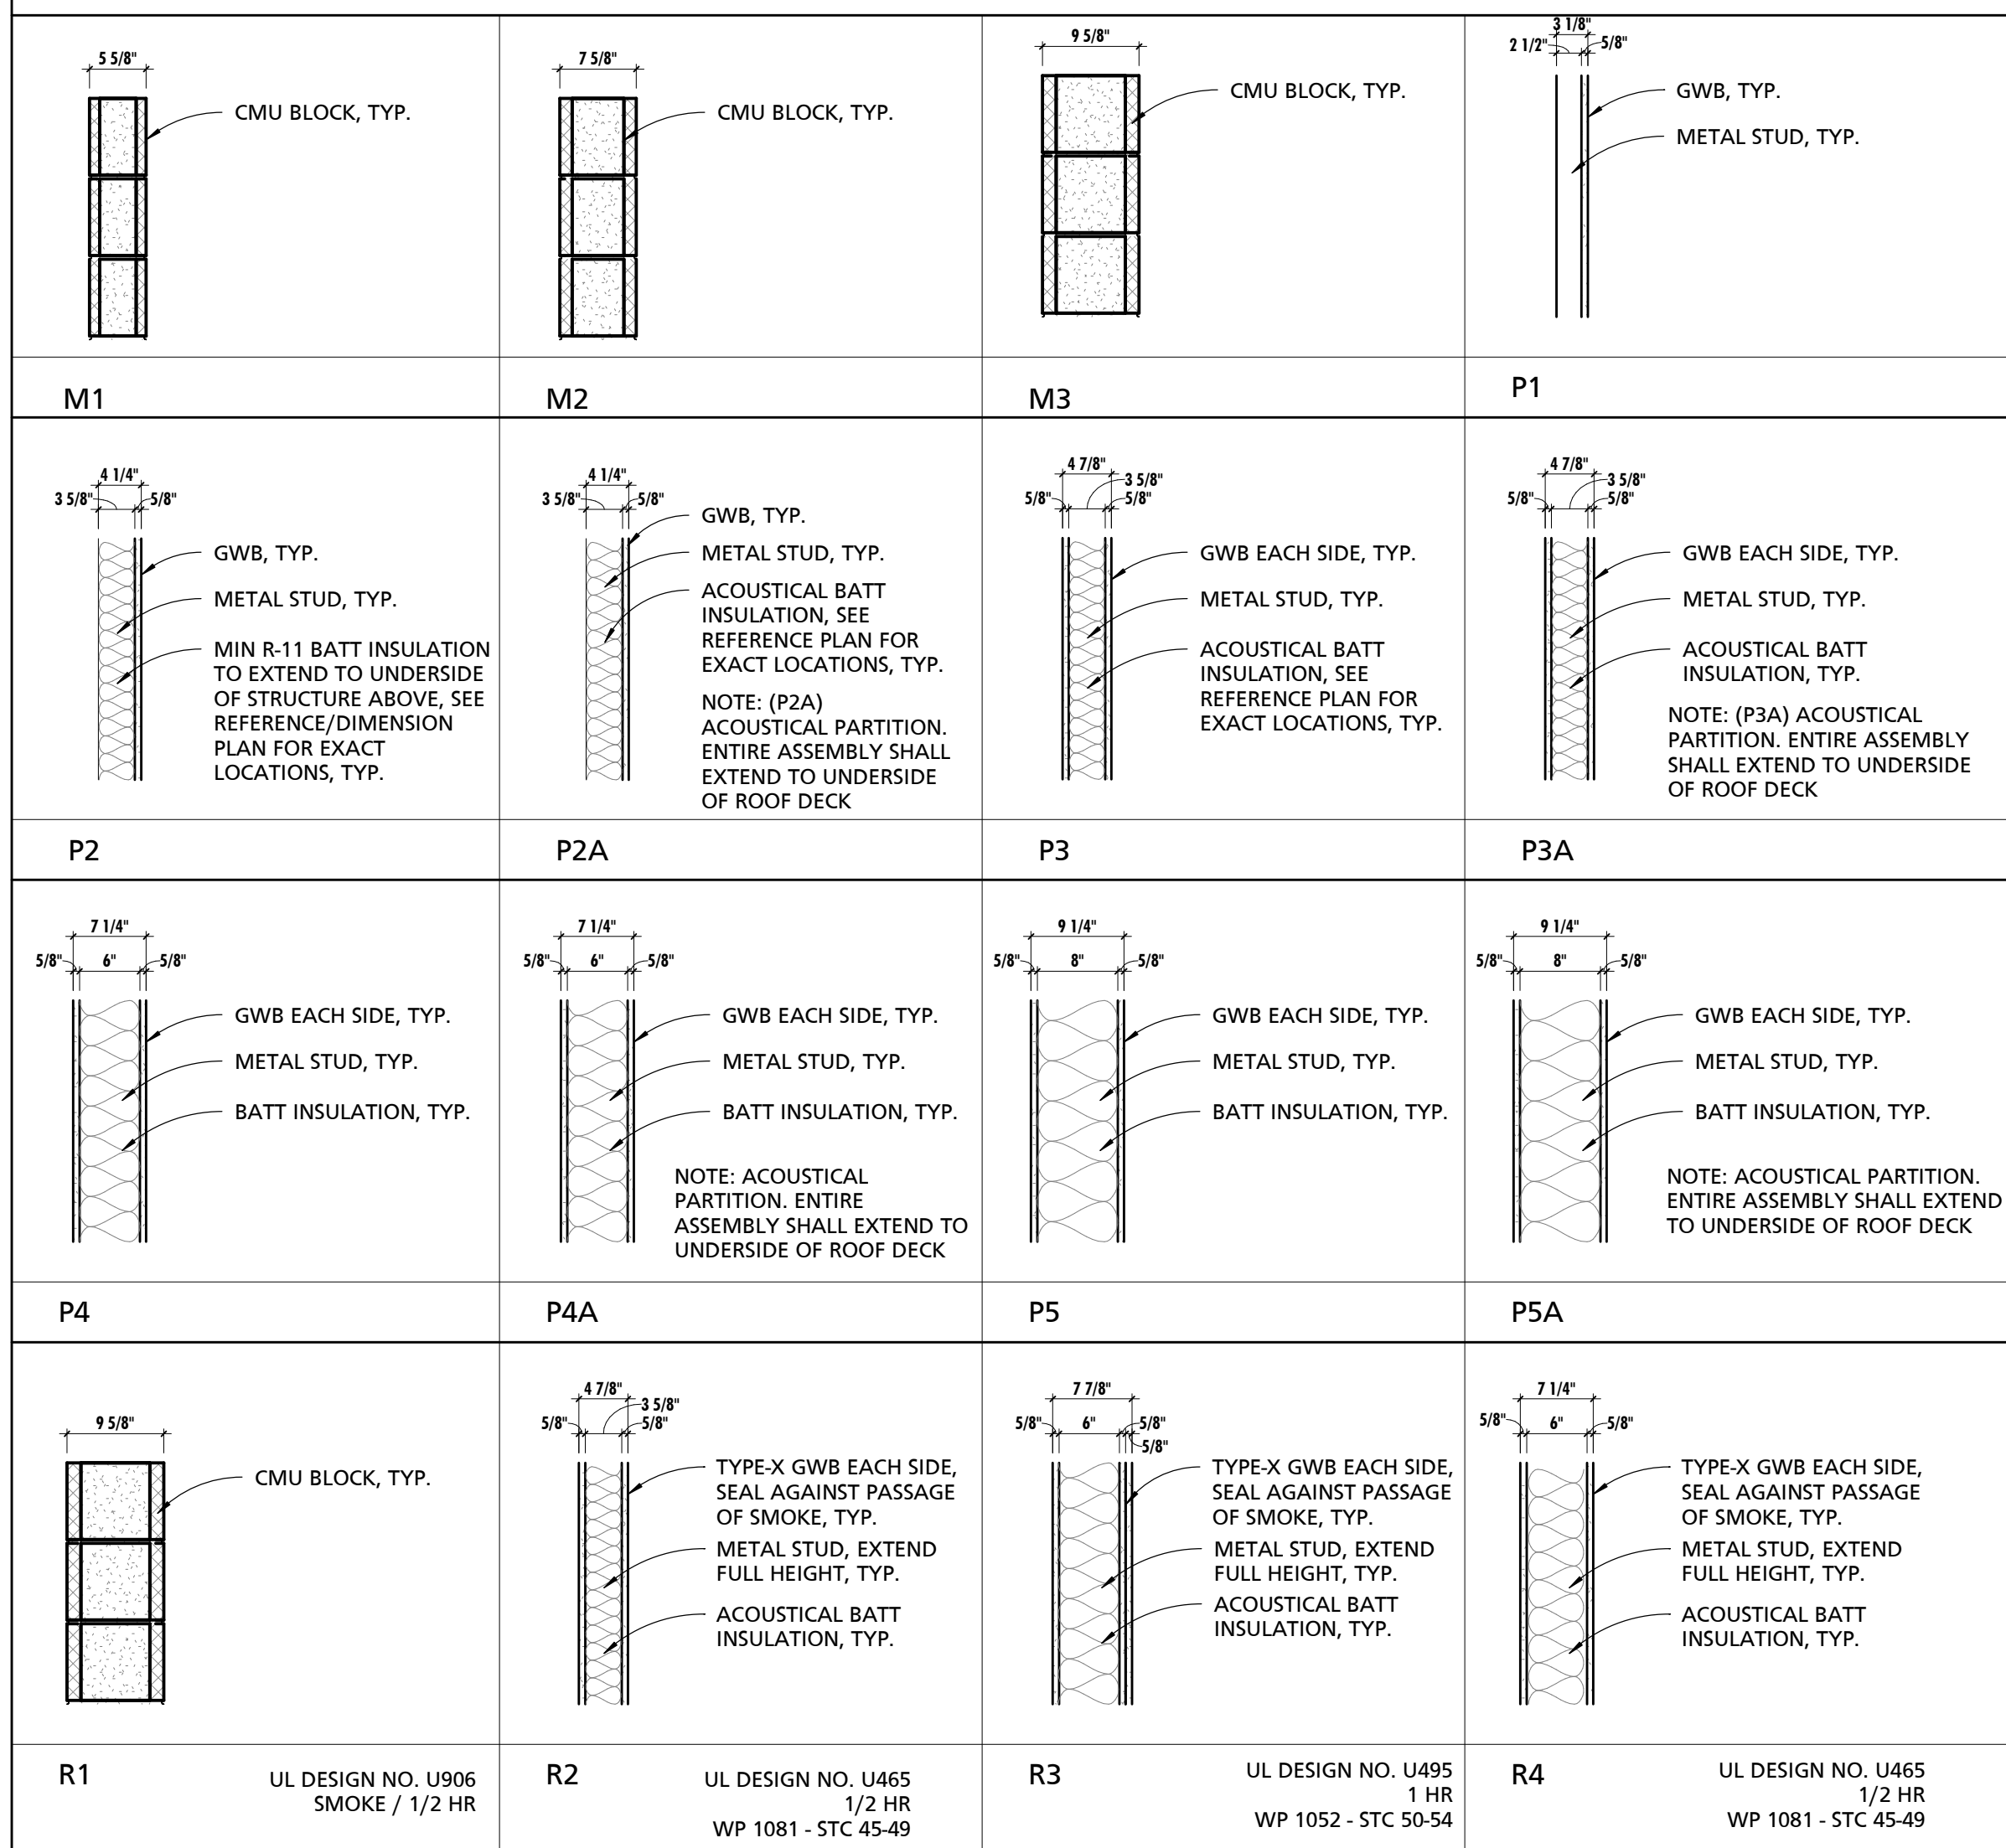 5 5/8"
CMU BLOCK, TYP.
M1
7 5/8"
CMU BLOCK, TYP.
M2
9 5/8"
CMU BLOCK, TYP.
M3
3 1/8"
2 1/2"
5/8"
GWB, TYP.
METAL STUD, TYP.
P1
4 1/4"
3 5/8"
5/8"
GWB, TYP.
METAL STUD, TYP.
MIN R-11 BATT INSULATION
TO EXTEND TO UNDERSIDE
OF STRUCTURE ABOVE, SEE
REFERENCE/DIMENSION
PLAN FOR EXACT
LOCATIONS, TYP.
P2
4 1/4"
3 5/8"
5/8"
GWB, TYP.
METAL STUD, TYP.
ACOUSTICAL BATT
INSULATION, SEE
REFERENCE PLAN FOR
EXACT LOCATIONS, TYP.
NOTE: (P2A)
ACOUSTICAL PARTITION.
ENTIRE ASSEMBLY SHALL
EXTEND TO UNDERSIDE
OF ROOF DECK
P2A
4 7/8"
3 5/8"
5/8"
5/8"
GWB EACH SIDE, TYP.
METAL STUD, TYP.
ACOUSTICAL BATT
INSULATION, SEE
REFERENCE PLAN FOR
EXACT LOCATIONS, TYP.
P3
4 7/8"
3 5/8"
5/8"
5/8"
GWB EACH SIDE, TYP.
METAL STUD, TYP.
ACOUSTICAL BATT
INSULATION, TYP.
NOTE: (P3A) ACOUSTICAL
PARTITION. ENTIRE ASSEMBLY
SHALL EXTEND TO UNDERSIDE
OF ROOF DECK
P3A
7 1/4"
5/8"
6"
5/8"
GWB EACH SIDE, TYP.
METAL STUD, TYP.
BATT INSULATION, TYP.
P4
7 1/4"
5/8"
6"
5/8"
GWB EACH SIDE, TYP.
METAL STUD, TYP.
BATT INSULATION, TYP.
NOTE: ACOUSTICAL
PARTITION. ENTIRE
ASSEMBLY SHALL EXTEND TO
UNDERSIDE OF ROOF DECK
P4A
9 1/4"
5/8"
8"
5/8"
GWB EACH SIDE, TYP.
METAL STUD, TYP.
BATT INSULATION, TYP.
P5
9 1/4"
5/8"
8"
5/8"
GWB EACH SIDE, TYP.
METAL STUD, TYP.
BATT INSULATION, TYP.
NOTE: ACOUSTICAL PARTITION.
ENTIRE ASSEMBLY SHALL EXTEND
TO UNDERSIDE OF ROOF DECK
P5A
9 5/8"
CMU BLOCK, TYP.
R1
UL DESIGN NO. U906
SMOKE / 1/2 HR
4 7/8"
3 5/8"
5/8"
5/8"
TYPE-X GWB EACH SIDE,
SEAL AGAINST PASSAGE
OF SMOKE, TYP.
METAL STUD, EXTEND
FULL HEIGHT, TYP.
ACOUSTICAL BATT
INSULATION, TYP.
R2
UL DESIGN NO. U465
1/2 HR
WP 1081 - STC 45-49
7 7/8"
5/8"
6"
5/8"
5/8"
TYPE-X GWB EACH SIDE,
SEAL AGAINST PASSAGE
OF SMOKE, TYP.
METAL STUD, EXTEND
FULL HEIGHT, TYP.
ACOUSTICAL BATT
INSULATION, TYP.
R3
UL DESIGN NO. U495
1 HR
WP 1052 - STC 50-54
7 1/4"
5/8"
6"
5/8"
TYPE-X GWB EACH SIDE,
SEAL AGAINST PASSAGE
OF SMOKE, TYP.
METAL STUD, EXTEND
FULL HEIGHT, TYP.
ACOUSTICAL BATT
INSULATION, TYP.
R4
UL DESIGN NO. U465
1/2 HR
WP 1081 - STC 45-49